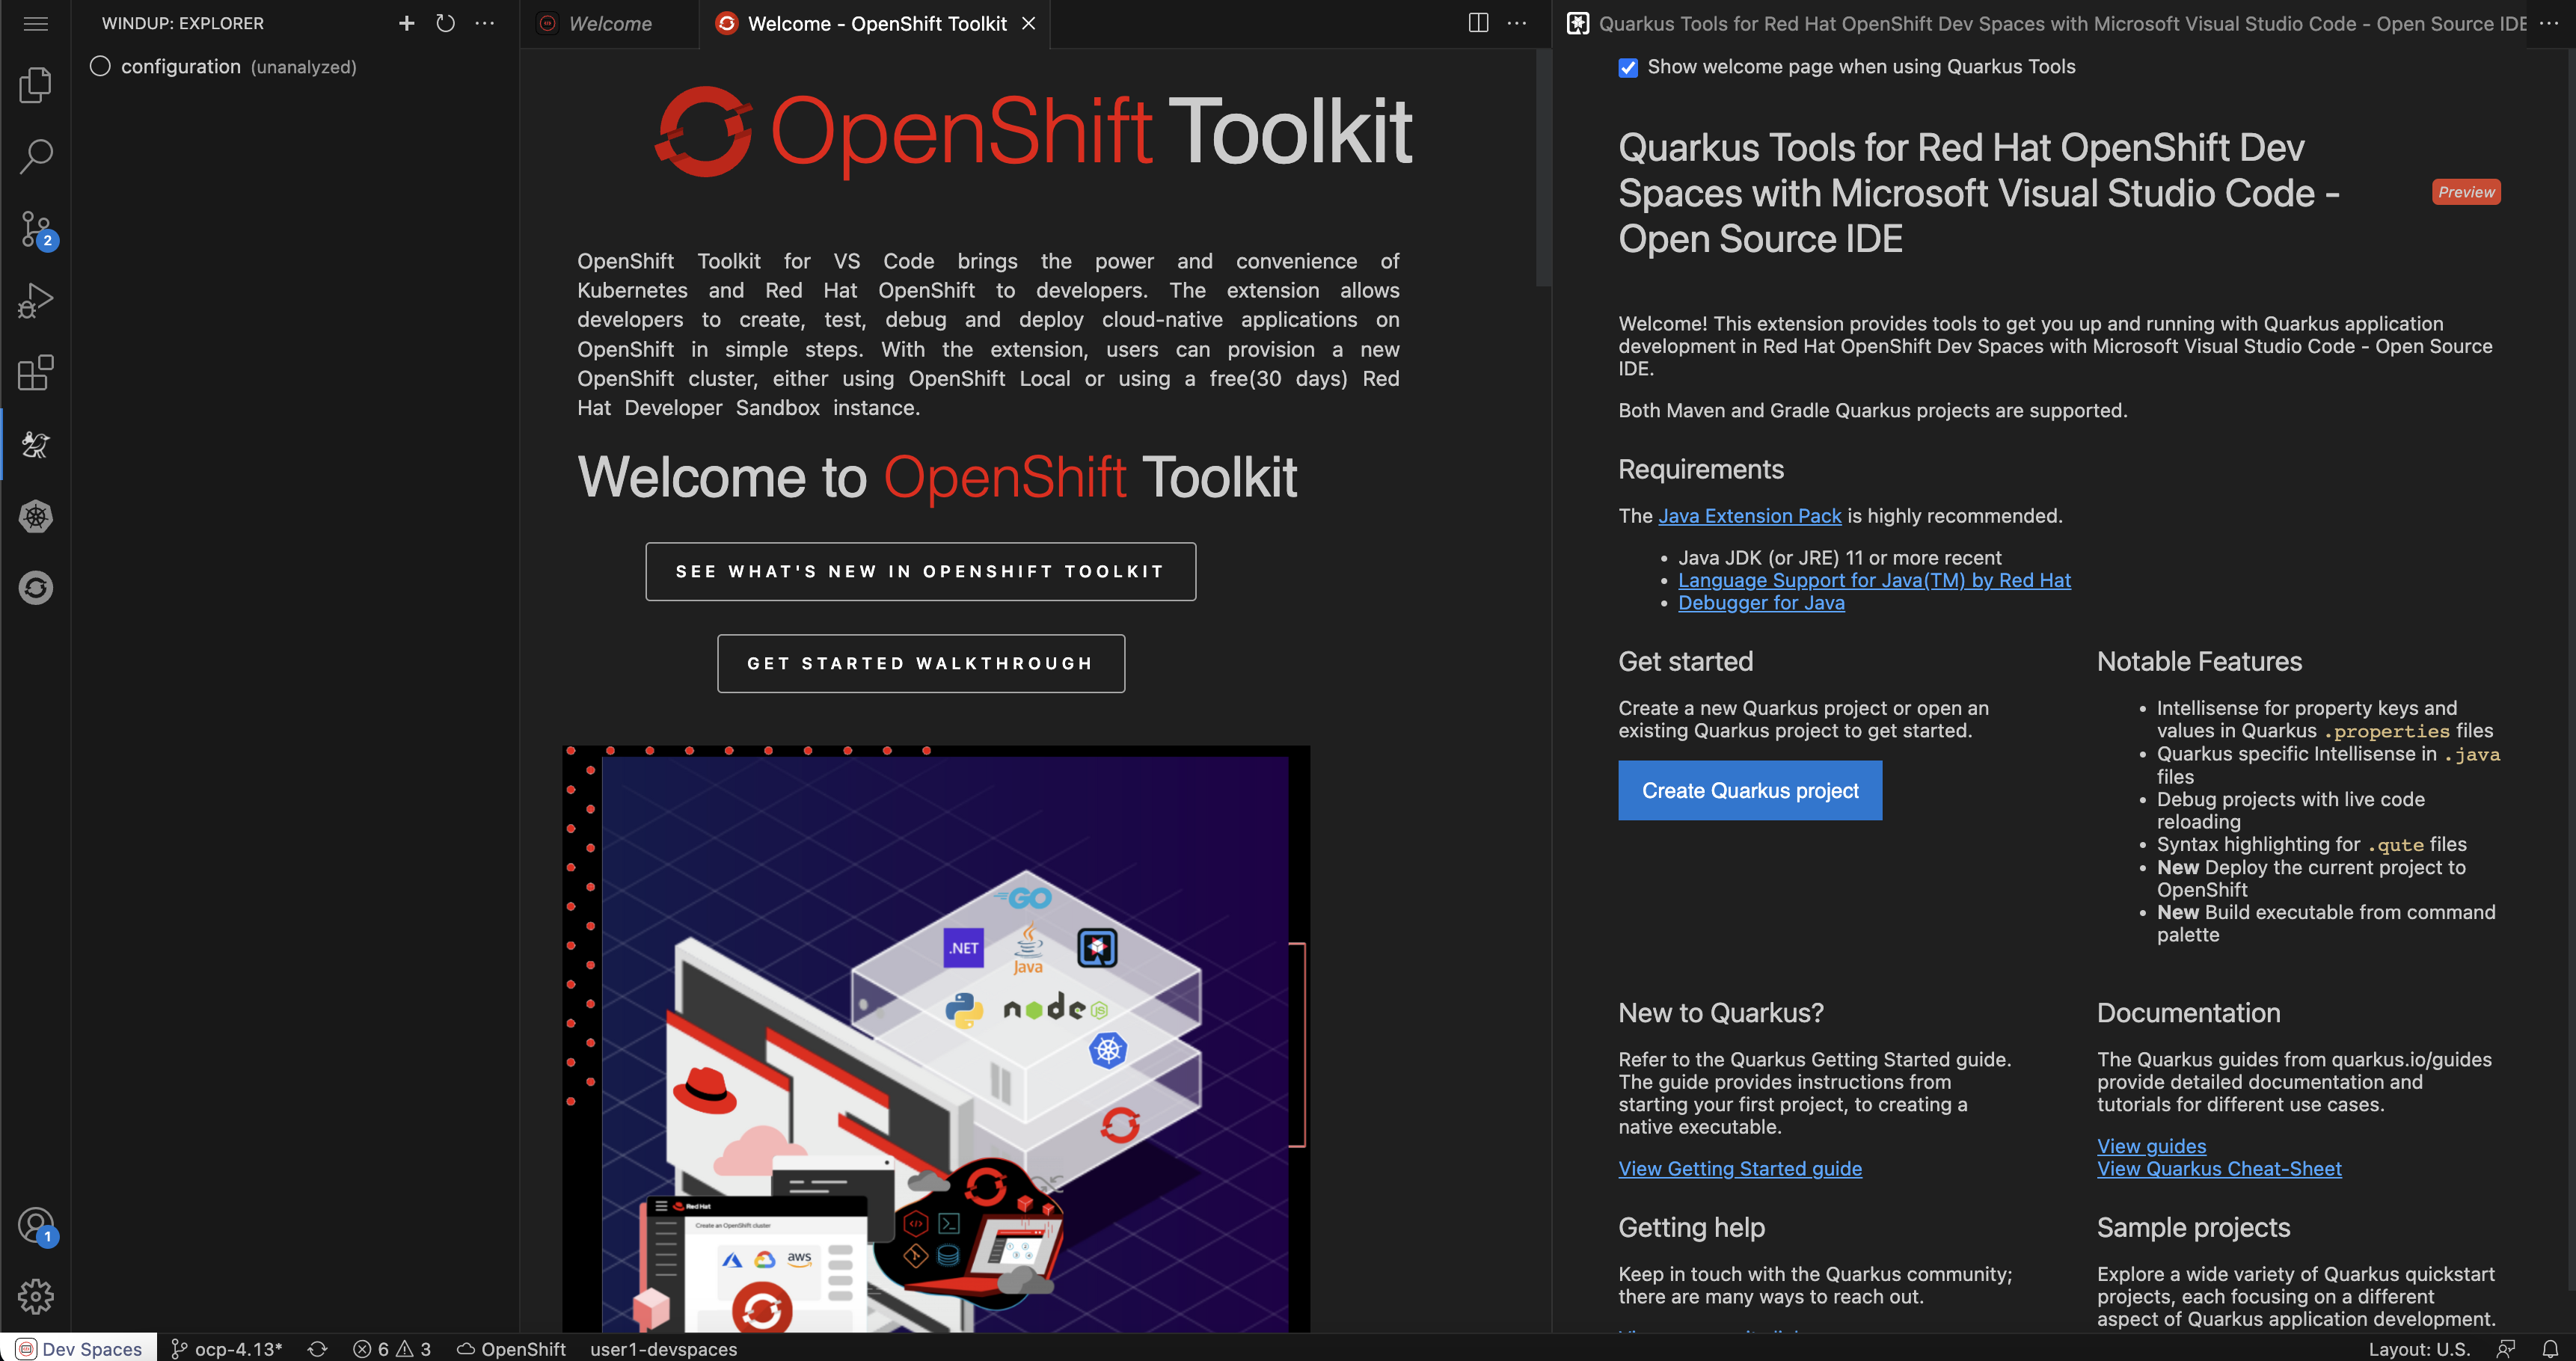 WINDUP: EXPLORER
configuration (unanalyzed)
2
1
Welcome
Welcome - OpenShift Toolkit
OpenShift Toolkit
OpenShift Toolkit for VS Code brings the power and convenience of
Kubernetes and Red Hat OpenShift to developers. The extension allows
developers to create, test, debug and deploy cloud-native applications on
OpenShift in simple steps. With the extension, users can provision a new
OpenShift cluster, either using OpenShift Local or using a free(30 days) Red
Hat Developer Sandbox instance.
Welcome to OpenShift Toolkit
SEE WHAT'S NEW IN OPENSHIFT TOOLKIT
GET STARTED WALKTHROUGH
GO
.NET
Java
node JS
Red Hat
Create an OpenShift cluster
aws
Quarkus Tools for Red Hat OpenShift Dev Spaces with Microsoft Visual Studio Code - Open Source IDE
Show welcome page when using Quarkus Tools
Quarkus Tools for Red Hat OpenShift Dev
Spaces with Microsoft Visual Studio Code -
Open Source IDE
Preview
Welcome! This extension provides tools to get you up and running with Quarkus application
development in Red Hat OpenShift Dev Spaces with Microsoft Visual Studio Code - Open Source
IDE.
Both Maven and Gradle Quarkus projects are supported.
Requirements
The Java Extension Pack is highly recommended.
• Java JDK (or JRE) 11 or more recent
• Language Support for Java(TM) by Red Hat
• Debugger for Java
Get started
Create a new Quarkus project or open an
existing Quarkus project to get started.
Create Quarkus project
Notable Features
• Intellisense for property keys and
values in Quarkus .properties files
• Quarkus specific Intellisense in .java
files
• Debug projects with live code
reloading
• Syntax highlighting for .qute files
• New Deploy the current project to
OpenShift
• New Build executable from command
palette
New to Quarkus?
Refer to the Quarkus Getting Started guide.
The guide provides instructions from
starting your first project, to creating a
native executable.
View Getting Started guide
Documentation
The Quarkus guides from quarkus.io/guides
provide detailed documentation and
tutorials for different use cases.
View guides
View Quarkus Cheat-Sheet
Getting help
Keep in touch with the Quarkus community;
there are many ways to reach out.
Sample projects
Explore a wide variety of Quarkus quickstart
projects, each focusing on a different
aspect of Quarkus application development.
Dev Spaces
ocp-4.13*
6
3
OpenShift
user1-devspaces
Layout: U.S.